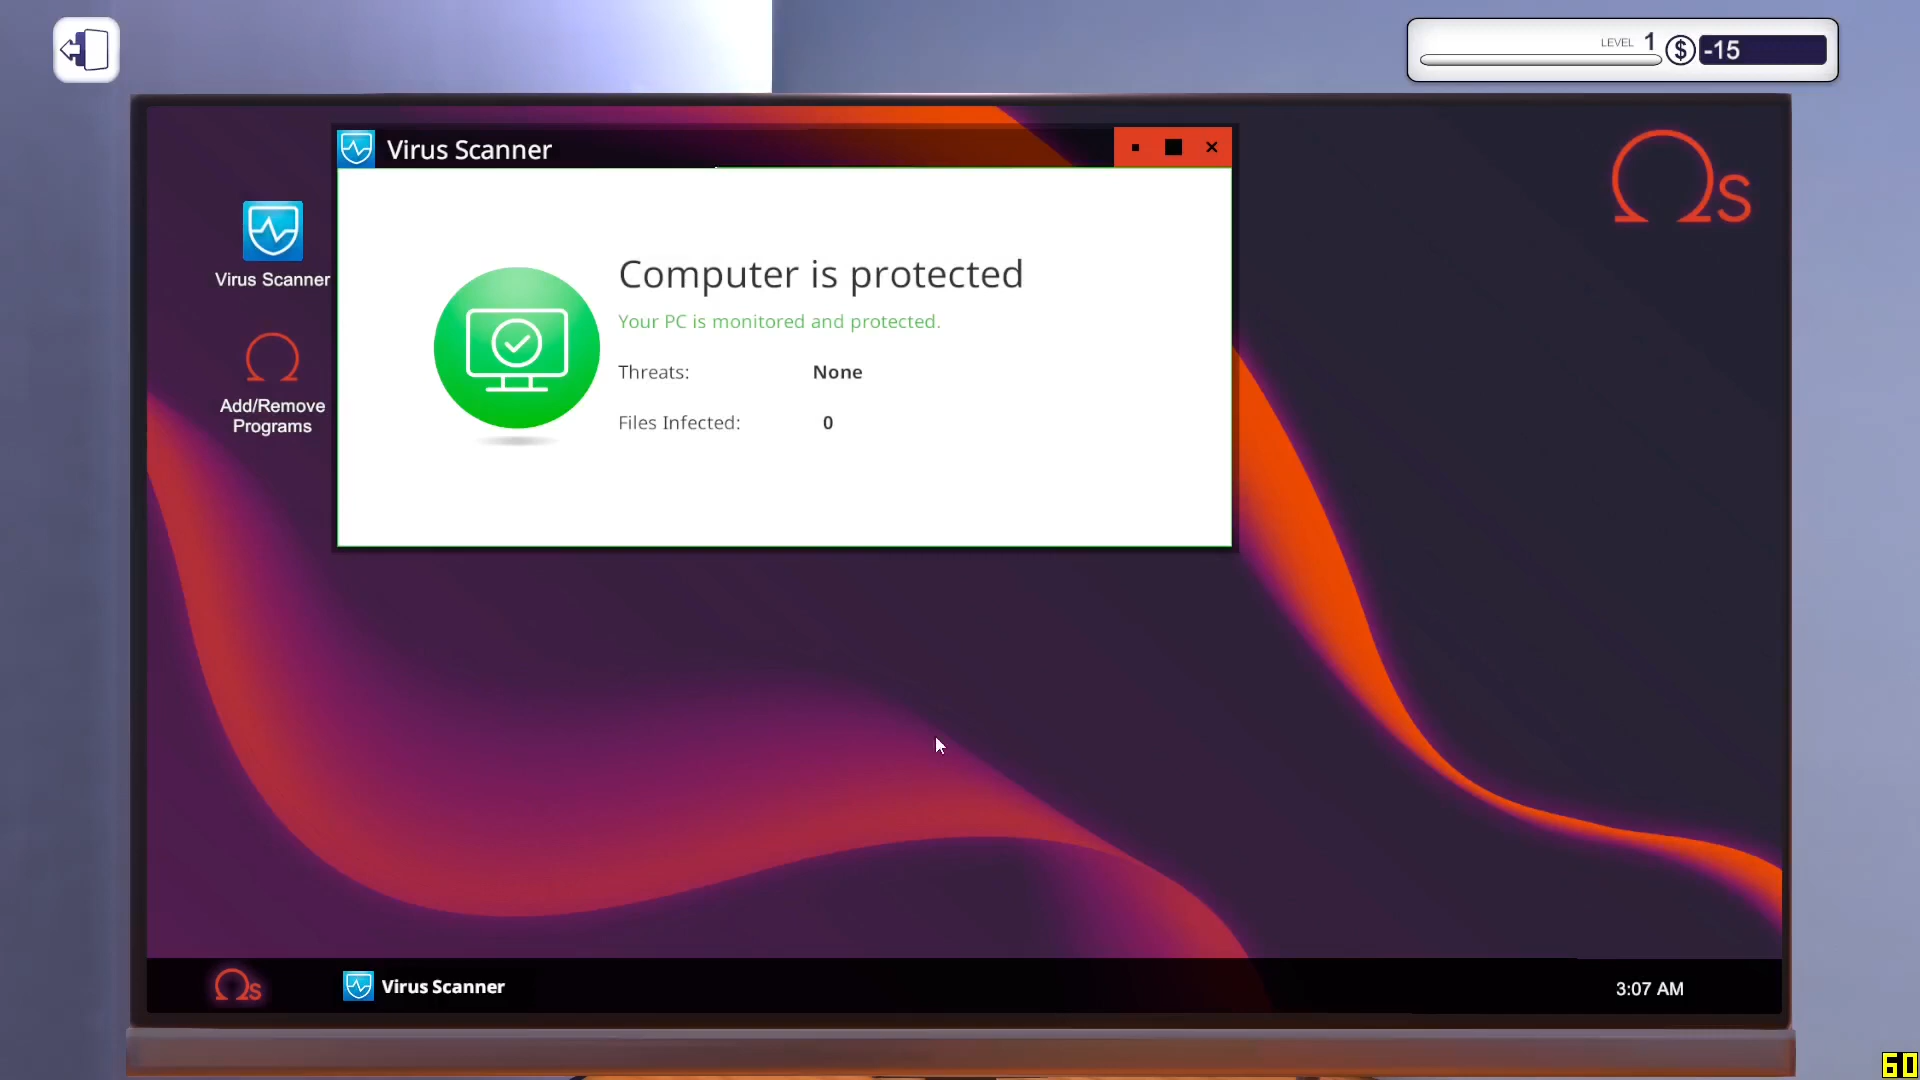 LEVEL 1
$ -15
Virus Scanner
Ωs
Virus Scanner
Computer is protected
Your PC is monitored and protected.
Threats: None
Add/Remove
Programs
Files Infected: 0
Ωs
Virus Scanner
3:07 AM
60